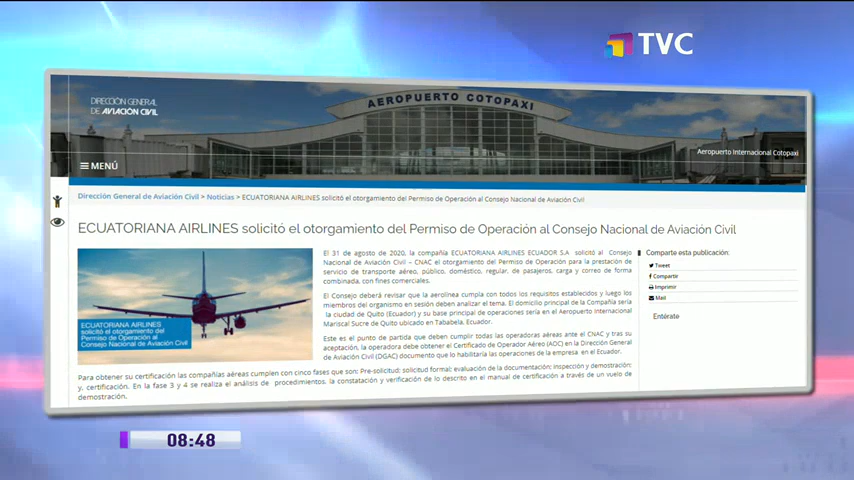 TVC
DIRECCIÓN GENERAL
DE AVIACIÓN CIVIL
AEROPUERTO COTOPAXI
MENÚ
Aeropuerto Internacional Cotopaxi
Dirección General de Aviación Civil > Noticias > ECUATORIANA AIRLINES solicitó el otorgamiento del Permiso de Operación al Consejo Nacional de Aviación Civil
ECUATORIANA AIRLINES solicitó el otorgamiento del Permiso de Operación al Consejo Nacional de Aviación Civil
ECUATORIANA AIRLINES
solicitó el otorgamiento del
Permiso de Operación al
Consejo Nacional de Aviación Civil
El 31 de agosto de 2020, la compañía ECUATORIANA AIRLINES ECUADOR S.A solicitó al Consejo
Nacional de Aviación Civil – CNAC el otorgamiento del Permiso de Operación para la prestación de
servicio de transporte aéreo, público, doméstico, regular, de pasajeros, carga y correo de forma
combinada, con fines comerciales.
El Consejo deberá revisar que la aerolínea cumpla con todos los requisitos establecidos y luego los
miembros del organismo en sesión deben analizar el tema. El domicilio principal de la Compañía sería
la ciudad de Quito (Ecuador) y su base principal de operaciones sería en el Aeropuerto Internacional
Mariscal Sucre de Quito ubicado en Tababela, Ecuador.
Este es el punto de partida que deben cumplir todas las operadoras aéreas ante el CNAC y tras su
aceptación, la operadora debe obtener el Certificado de Operador Aéreo (AOC) en la Dirección General
de Aviación Civil (DGAC) documento que lo habilitaría las operaciones de la empresa en el Ecuador.
Para obtener su certificación las compañías aéreas cumplen con cinco fases que son: Pre-solicitud; solicitud formal; evaluación de la documentación; inspección y demostración;
y, certificación. En la fase 3 y 4 se realiza el análisis de procedimientos, la constatación y verificación de lo descrito en el manual de certificación a través de un vuelo de
demostración.
Comparte esta publicación:
Tweet
Compartir
Imprimir
Mail
Entérate
08:48